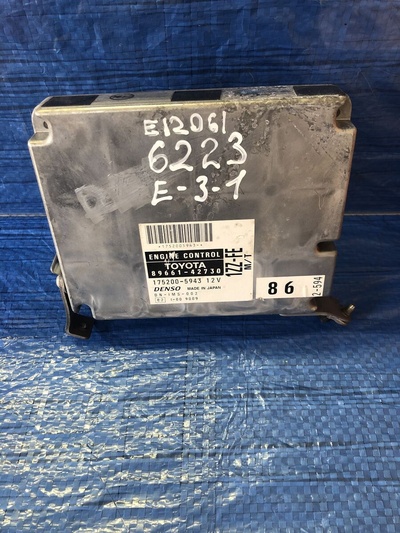 E12061
6223
E-3-1
*1752005943-*
ENGINE CONTROL
TOYOTA
89661-42730
175200-5943 12V
DENSO MADE IN JAPAN
1ZZ-FE
M/T
86
2-594